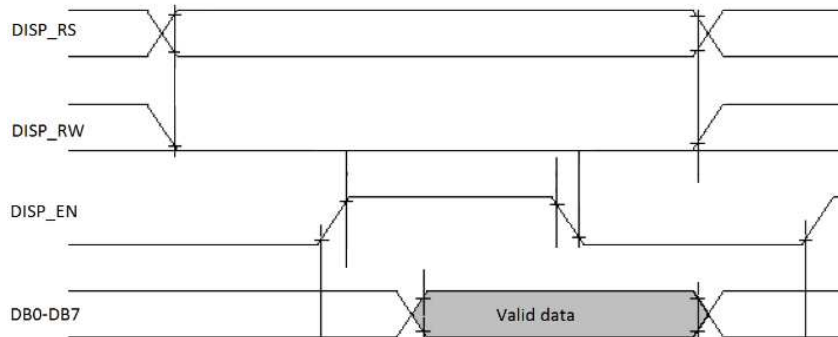 DISP_RS
DISP_RW
DISP_EN
DB0-DB7
Valid data